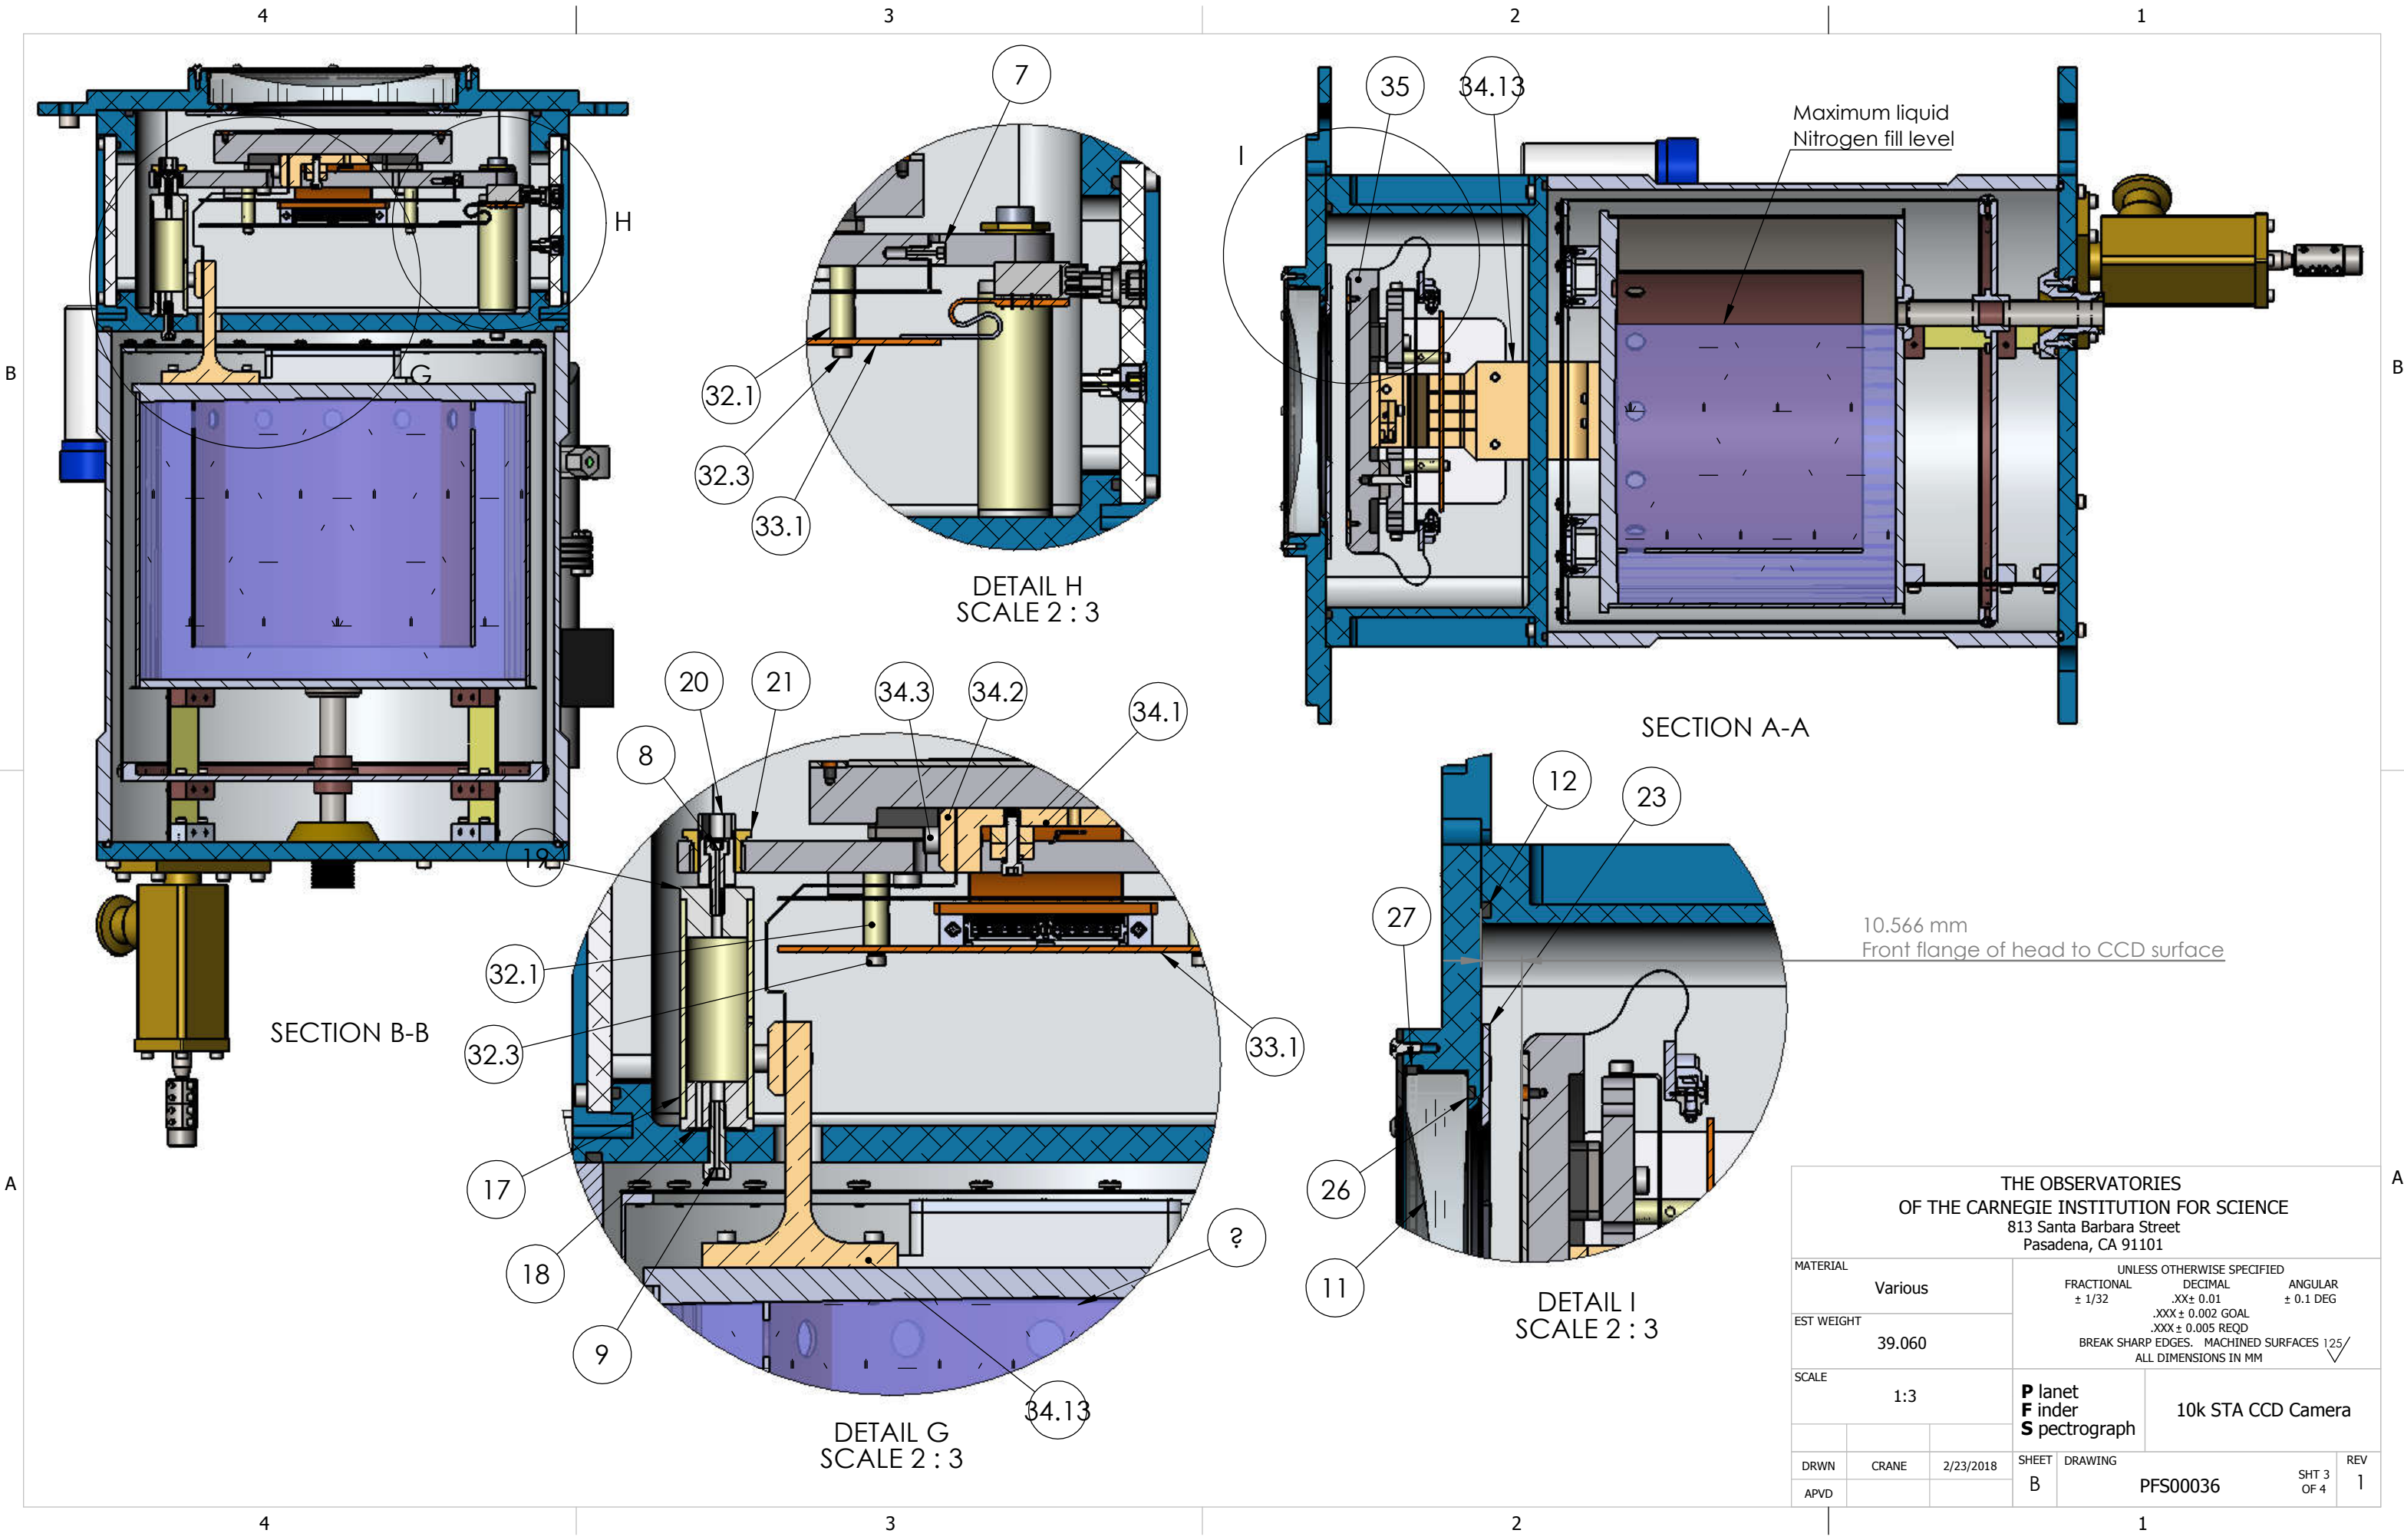 4
3
2
1
B
B
A
A
H
G
SECTION B-B
7
32.1
32.3
33.1
DETAIL H
SCALE 2 : 3
I
35
34.13
Maximum liquid
Nitrogen fill level
SECTION A-A
20
21
34.3
34.2
34.1
8
19
32.1
32.3
33.1
17
18
9
?
34.13
DETAIL G
SCALE 2 : 3
12
23
27
10.566 mm
Front flange of head to CCD surface
26
11
DETAIL I
SCALE 2 : 3
THE OBSERVATORIES
OF THE CARNEGIE INSTITUTION FOR SCIENCE
813 Santa Barbara Street
Pasadena, CA 91101
MATERIAL
Various
UNLESS OTHERWISE SPECIFIED
FRACTIONAL DECIMAL ANGULAR
± 1/32 .XX± 0.01 ± 0.1 DEG
.XXX ± 0.002 GOAL
.XXX ± 0.005 REQD
BREAK SHARP EDGES. MACHINED SURFACES 125
ALL DIMENSIONS IN MM
EST WEIGHT
39.060
SCALE
1:3
P lanet
F inder
S pectrograph
10k STA CCD Camera
DRWN CRANE 2/23/2018
APVD
SHEET
B
DRAWING
PFS00036
SHT 3
OF 4
REV
1
4
3
2
1